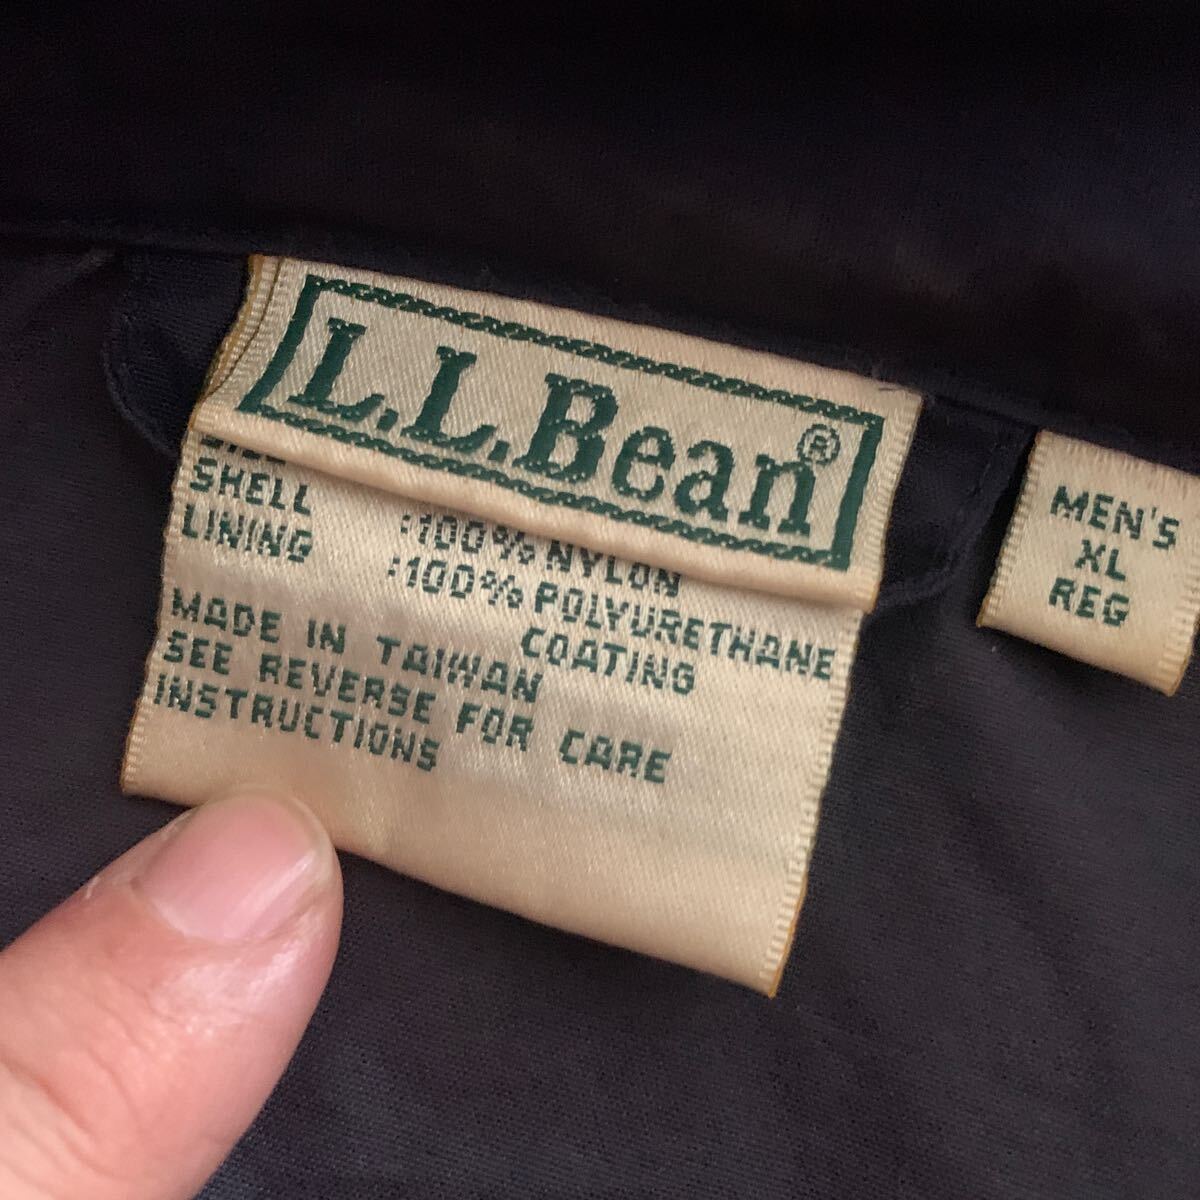 L.L.Bean®
SHELL :100% NYLON
LINING :100% POLYURETHANE
COATING
MADE IN TAIWAN
SEE REVERSE FOR CARE
INSTRUCTIONS
MEN'S
XL
REG